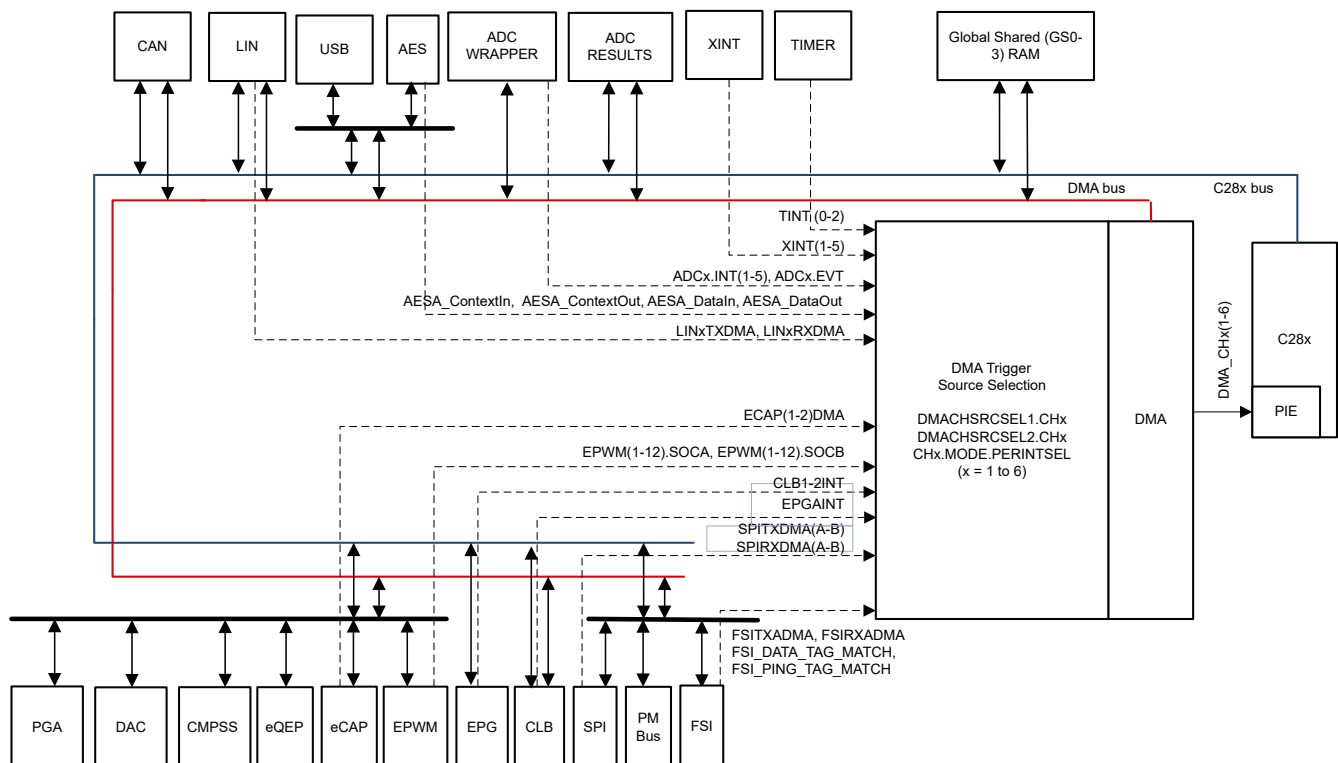 CAN
LIN
USB
AES
ADC
WRAPPER
ADC
RESULTS
XINT
TIMER
Global Shared (GS0-
3) RAM
DMA bus
C28x bus
TINT (0-2)
XINT(1-5)
ADCx.INT(1-5), ADCx.EVT
AESA_ContextIn, AESA_ContextOut, AESA_DataIn, AESA_DataOut
LINxTXDMA, LINxRXDMA
ECAP(1-2)DMA
EPWM(1-12).SOCA, EPWM(1-12).SOCB
CLB1-2INT
EPGAINT
SPITXDMA(A-B)
SPIRXDMA(A-B)
FSITXADMA, FSIRXADMA
FSI_DATA_TAG_MATCH,
FSI_PING_TAG_MATCH
DMA Trigger
Source Selection
DMACHSRCSEL1.CHx
DMACHSRCSEL2.CHx
CHx.MODE.PERINTSEL
(x = 1 to 6)
DMA
DMA_CHx(1-6)
C28x
PIE
PGA
DAC
CMPSS
eQEP
eCAP
EPWM
EPG
CLB
SPI
PM
Bus
FSI